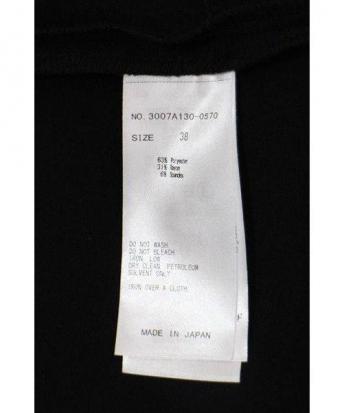 NO. 3007A130-0570
SIZE 38
63% Polyester
31% Rayon
6% Spandex
DO NOT WASH
DO NOT BLEACH
IRON LOW
DRY CLEAN PETROLEUM
SOLVENT ONLY
IRON OVER A CLOTH
MADE IN JAPAN